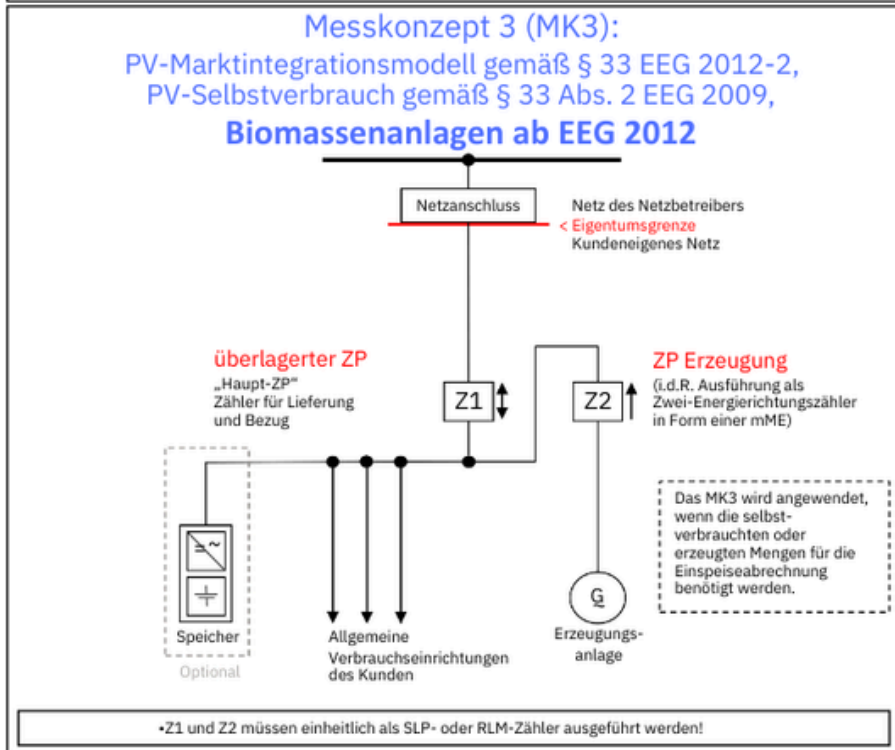 Messkonzept 3 (MK3):
PV-Marktintegrationsmodell gemäß § 33 EEG 2012-2,
PV-Selbstverbrauch gemäß § 33 Abs. 2 EEG 2009,
Biomassenanlagen ab EEG 2012
Netzanschluss
Netz des Netzbetreibers
< Eigentumsgrenze
Kundeneigenes Netz
überlagerter ZP
„Haupt-ZP“
Zähler für Lieferung
und Bezug
Z1
Z2
ZP Erzeugung
(i.d.R. Ausführung als
Zwei-Energierichtungszähler
in Form einer mME)
Das MK3 wird angewendet,
wenn die selbst-
verbrauchten oder
erzeugten Mengen für die
Einspeiseabrechnung
benötigt werden.
= ~
Speicher
Optional
Allgemeine
Verbrauchseinrichtungen
des Kunden
G
~
Erzeugungs-
anlage
•Z1 und Z2 müssen einheitlich als SLP- oder RLM-Zähler ausgeführt werden!